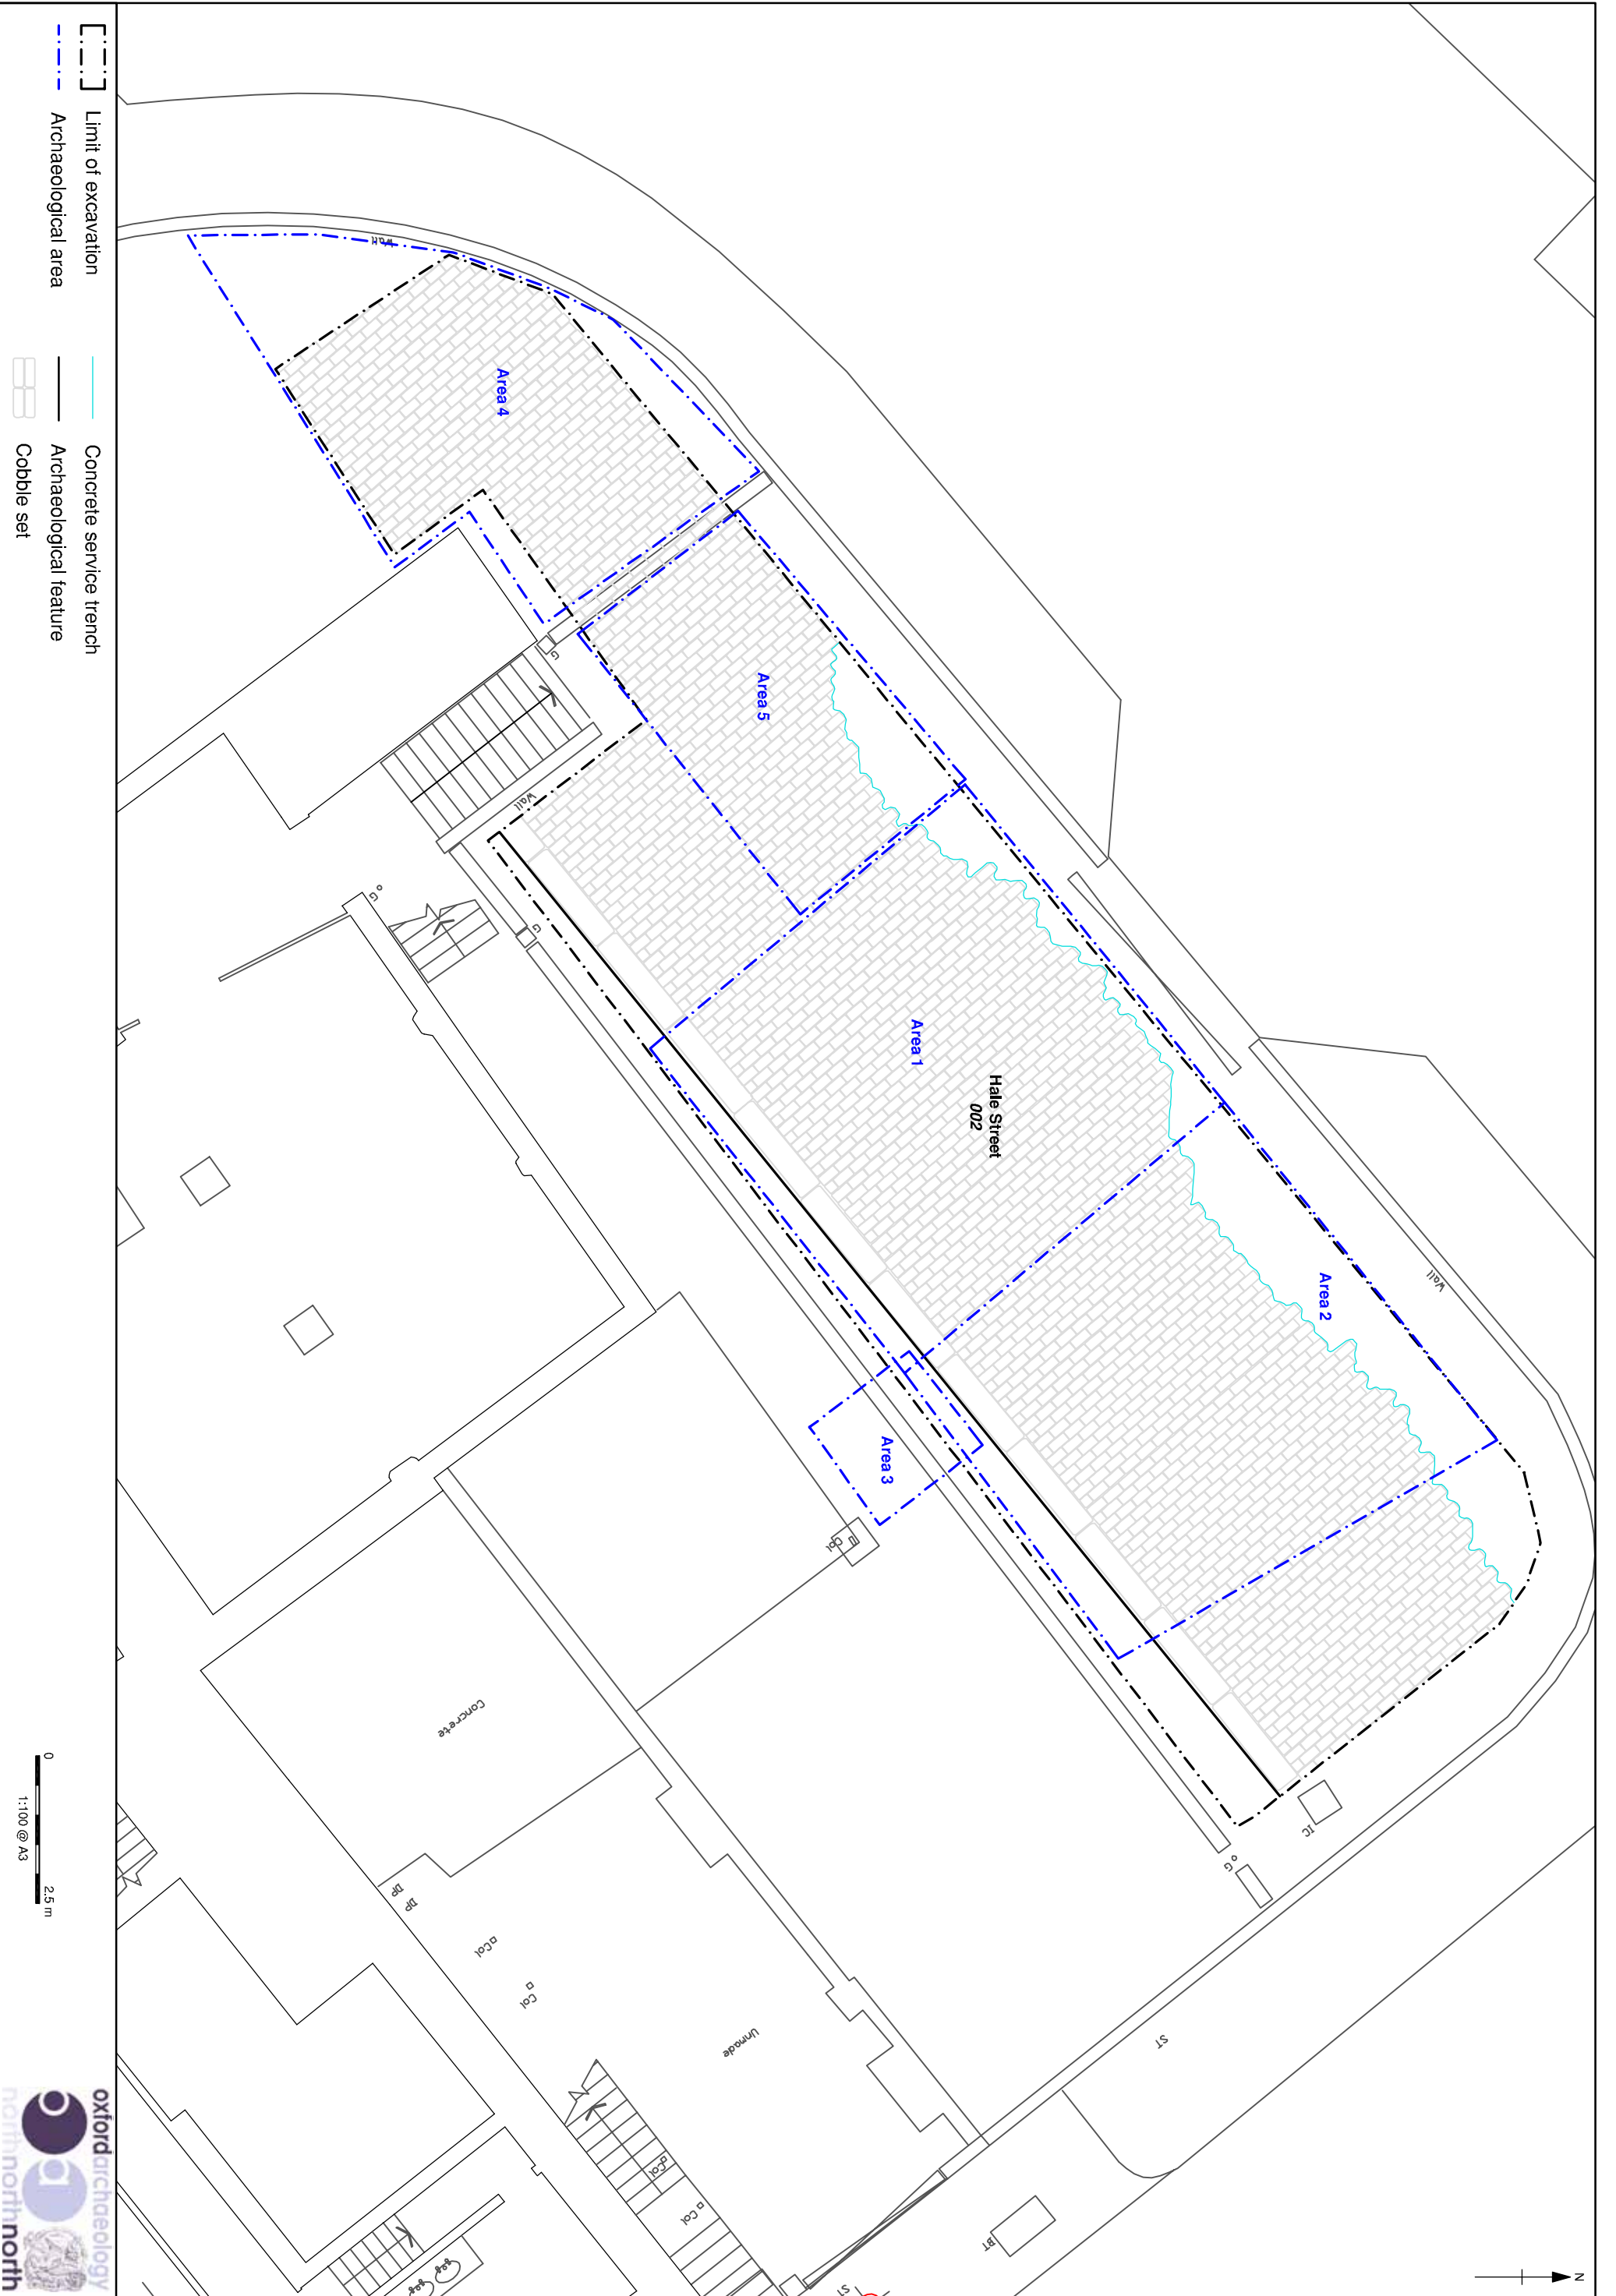 Wall
Area 4
G
Wall
Area 5
G
G
Area 1
Hale Street
002
Area 2
Wall
Area 3
Col
IC
G
Concrete
DP
DP
Col
Col
Unmade
ST
Col
Col
BT
ST
N
Limit of excavation
Archaeological area
Concrete service trench
Archaeological feature
Cobble set
0
2.5 m
1:100 @ A3
oxfordarchaeology
northnorthnorth